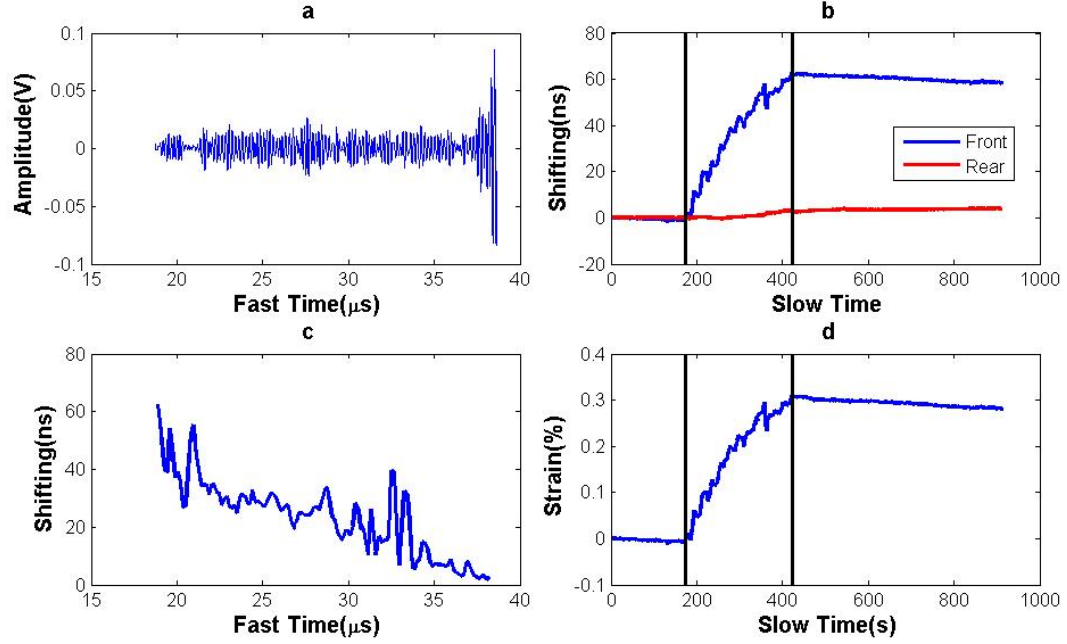 a
Amplitude(V)
0.1
0.05
0
-0.05
-0.1
15 20 25 30 35 40
Fast Time(μs)
b
Shifting(ns)
80
60
40
20
0
-20
Front
Rear
0 200 400 600 800 1000
Slow Time
c
Shifting(ns)
80
60
40
20
0
15 20 25 30 35 40
Fast Time(μs)
d
Strain(%)
0.4
0.3
0.2
0.1
0
-0.1
0 200 400 600 800 1000
Slow Time(s)